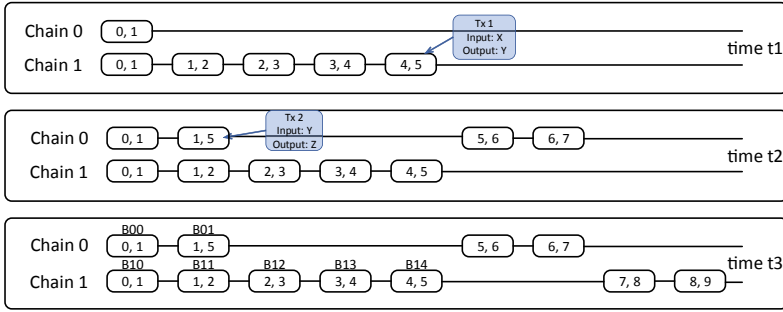 Chain 0 0, 1
Tx 1
Input: X
Output: Y
time t1
Chain 1 0, 1 1, 2 2, 3 3, 4 4, 5
Tx 2
Input: Y
Output: Z
Chain 0 0, 1 1, 5 5, 6 6, 7
time t2
Chain 1 0, 1 1, 2 2, 3 3, 4 4, 5
B00 B01
Chain 0 0, 1 1, 5 5, 6 6, 7
time t3
B10 B11 B12 B13 B14
Chain 1 0, 1 1, 2 2, 3 3, 4 4, 5 7, 8 8, 9